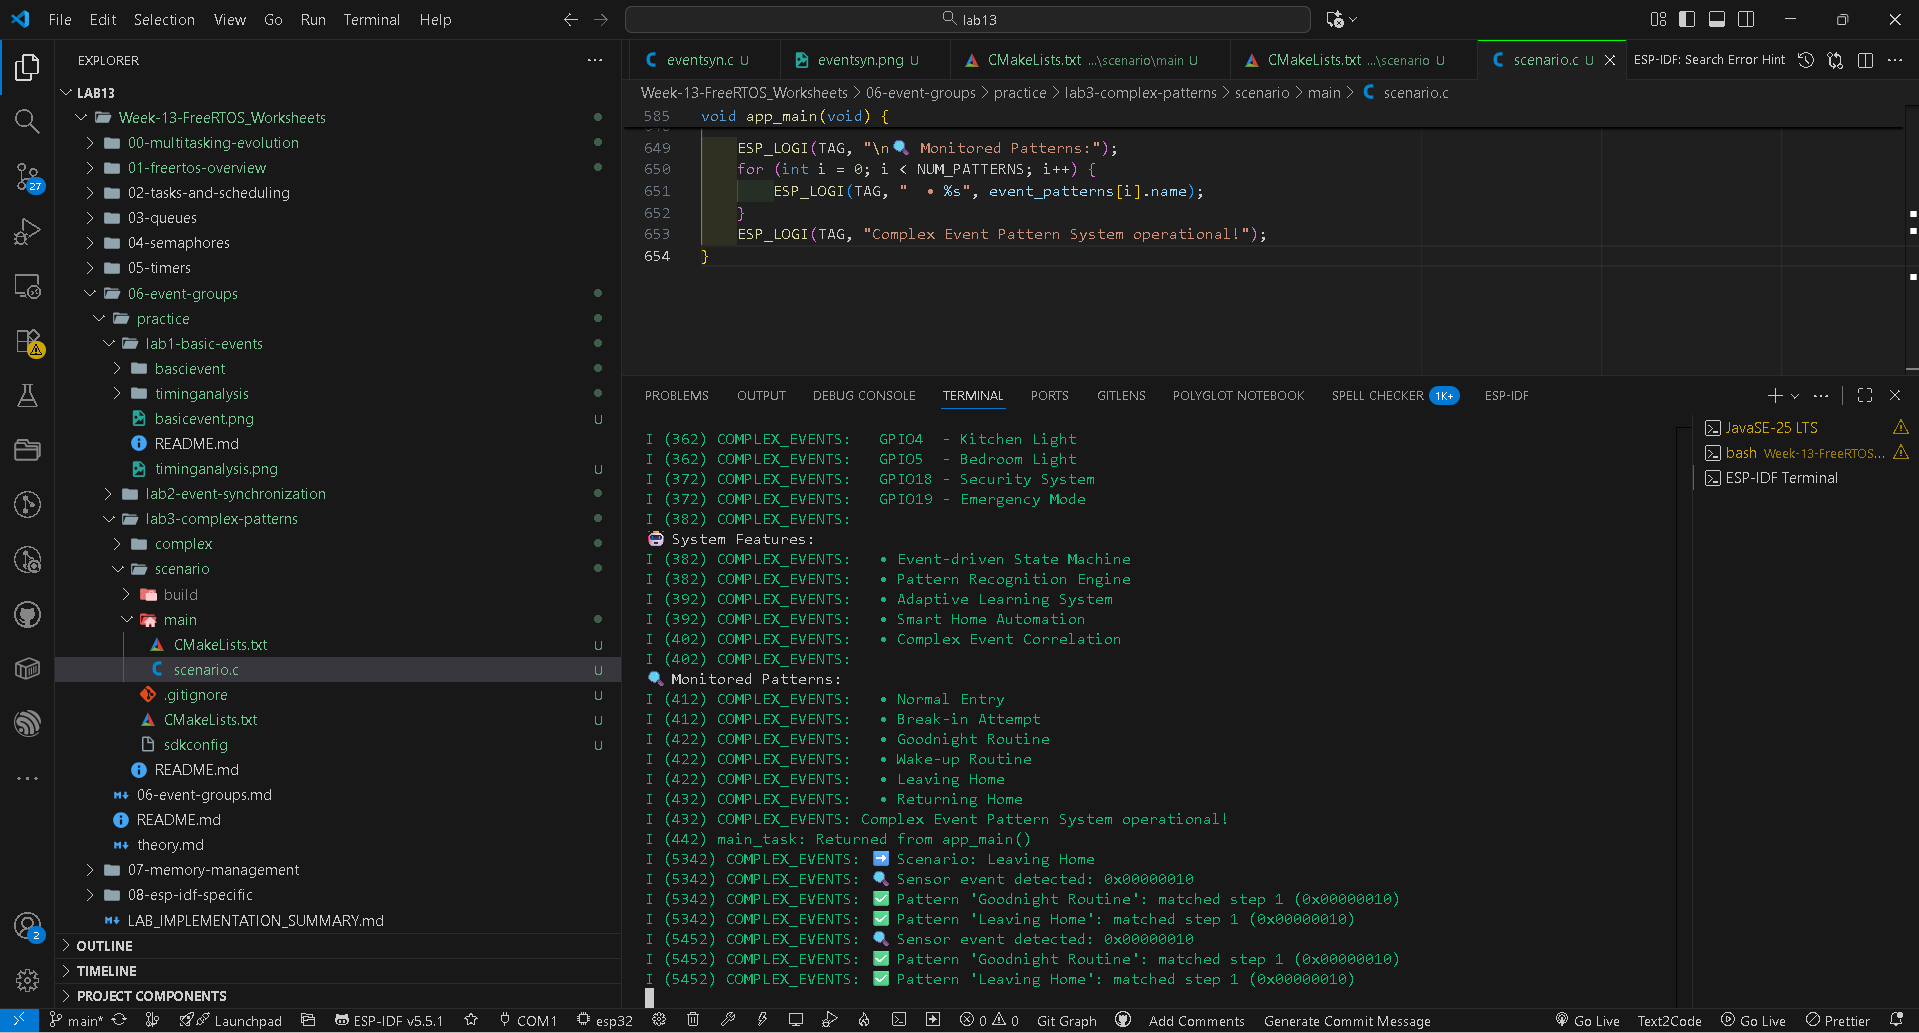 File Edit Selection View Go Run Terminal Help
lab13
EXPLORER
LAB13
Week-13-FreeRTOS_Worksheets
00-multitasking-evolution
01-freertos-overview
02-tasks-and-scheduling
03-queues
04-semaphores
05-timers
06-event-groups
practice
lab1-basic-events
bascievent
timinganalysis
basicevent.png U
README.md
timinganalysis.png U
lab2-event-synchronization
lab3-complex-patterns
complex
scenario
build
main
CMakeLists.txt U
scenario.c U
.gitignore U
CMakeLists.txt U
sdkconfig U
README.md
06-event-groups.md
README.md
theory.md
07-memory-management
08-esp-idf-specific
LAB_IMPLEMENTATION_SUMMARY.md
OUTLINE
TIMELINE
PROJECT COMPONENTS
27
2
eventsyn.c U
eventsyn.png U
CMakeLists.txt ...\scenario\main U
CMakeLists.txt ...\scenario U
scenario.c U
ESP-IDF: Search Error Hint
Week-13-FreeRTOS_Worksheets > 06-event-groups > practice > lab3-complex-patterns > scenario > main > scenario.c
585 void app_main(void) {
649 ESP_LOGI(TAG, "\n🔍 Monitored Patterns:");
650 for (int i = 0; i < NUM_PATTERNS; i++) {
651 ESP_LOGI(TAG, "  • %s", event_patterns[i].name);
652 }
653 ESP_LOGI(TAG, "Complex Event Pattern System operational!");
654 }
PROBLEMS OUTPUT DEBUG CONSOLE TERMINAL PORTS GITLENS POLYGLOT NOTEBOOK SPELL CHECKER 1K+ ESP-IDF
I (362) COMPLEX_EVENTS:   GPIO4  - Kitchen Light
I (362) COMPLEX_EVENTS:   GPIO5  - Bedroom Light
I (372) COMPLEX_EVENTS:   GPIO18 - Security System
I (372) COMPLEX_EVENTS:   GPIO19 - Emergency Mode
I (382) COMPLEX_EVENTS:
🤖 System Features:
I (382) COMPLEX_EVENTS:   • Event-driven State Machine
I (382) COMPLEX_EVENTS:   • Pattern Recognition Engine
I (392) COMPLEX_EVENTS:   • Adaptive Learning System
I (392) COMPLEX_EVENTS:   • Smart Home Automation
I (402) COMPLEX_EVENTS:   • Complex Event Correlation
I (402) COMPLEX_EVENTS:
🔍 Monitored Patterns:
I (412) COMPLEX_EVENTS:   • Normal Entry
I (412) COMPLEX_EVENTS:   • Break-in Attempt
I (422) COMPLEX_EVENTS:   • Goodnight Routine
I (422) COMPLEX_EVENTS:   • Wake-up Routine
I (422) COMPLEX_EVENTS:   • Leaving Home
I (432) COMPLEX_EVENTS:   • Returning Home
I (432) COMPLEX_EVENTS: Complex Event Pattern System operational!
I (442) main_task: Returned from app_main()
I (5342) COMPLEX_EVENTS: ➡️ Scenario: Leaving Home
I (5342) COMPLEX_EVENTS: 🔍 Sensor event detected: 0x00000010
I (5342) COMPLEX_EVENTS: ✅ Pattern 'Goodnight Routine': matched step 1 (0x00000010)
I (5342) COMPLEX_EVENTS: ✅ Pattern 'Leaving Home': matched step 1 (0x00000010)
I (5452) COMPLEX_EVENTS: 🔍 Sensor event detected: 0x00000010
I (5452) COMPLEX_EVENTS: ✅ Pattern 'Goodnight Routine': matched step 1 (0x00000010)
I (5452) COMPLEX_EVENTS: ✅ Pattern 'Leaving Home': matched step 1 (0x00000010)
JavaSE-25 LTS
bash Week-13-FreeRTOS...
ESP-IDF Terminal
main* Launchpad ESP-IDF v5.5.1 COM1 esp32 0 0 Git Graph Add Comments Generate Commit Message Go Live Text2Code Go Live Prettier